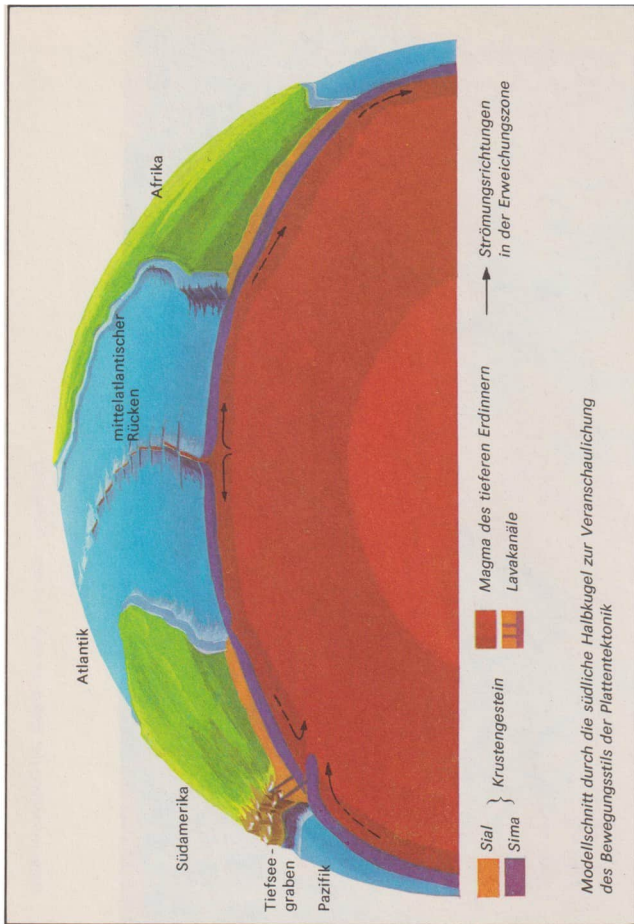 Afrika
mittelatlantischer
Rücken
Atlantik
Südamerika
Tiefsee-
graben
Pazifik
Sial
Sima
} Krustengestein
Magma des tieferen Erdinnern
Lavakanäle
Strömungsrichtungen
in der Erweichungszone
Modellschnitt durch die südliche Halbkugel zur Veranschaulichung
des Bewegungsstils der Plattentektonik